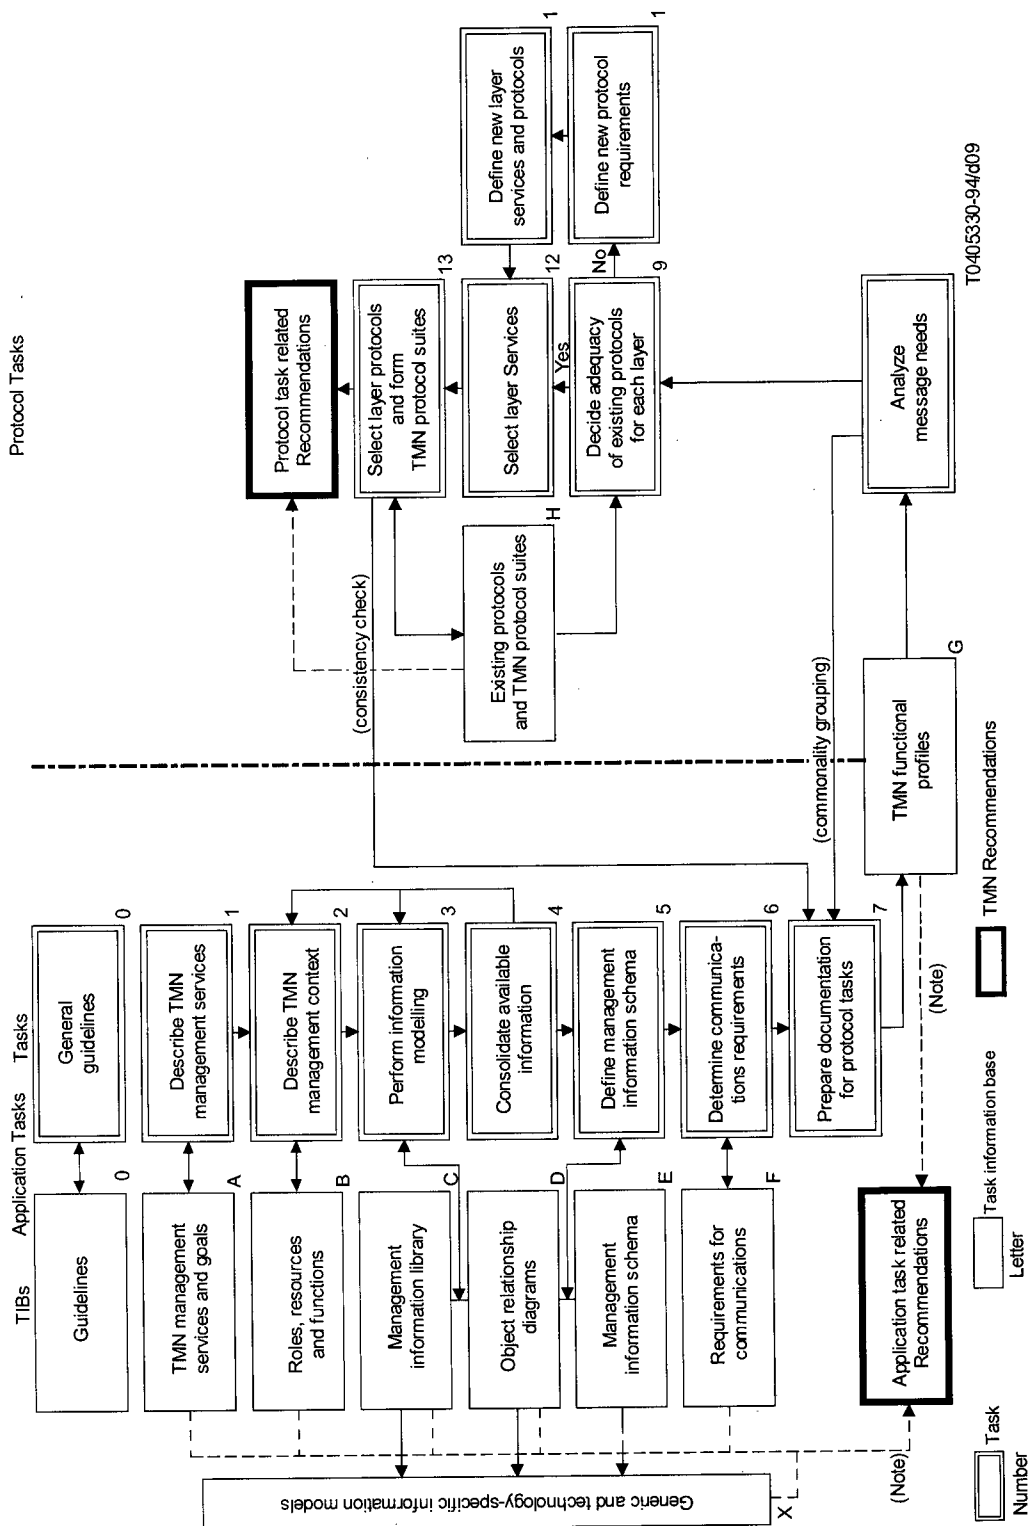 Protocol Tasks
TIBs
Application Tasks
Tasks
Guidelines
0
General
guidelines
0
TMN management
services and goals
A
Describe TMN
management services
1
Roles, resources
and functions
B
Describe TMN
management context
2
Management
information library
C
Perform information
modelling
3
Object relationship
diagrams
D
Consolidate available
information
4
Management
information schema
E
Define management
information schema
5
Requirements for
communications
F
Determine communica-
tions requirements
6
Prepare documentation
for protocol tasks
7
Generic and technology-specific information models
X
(Note)
Application task related
Recommendations
(Note)
TMN functional
profiles
G
(consistency check)
(commonality grouping)
Protocol task related
Recommendations
Select layer protocols
and form
TMN protocol suites
13
Existing protocols
and TMN protocol suites
H
Select layer Services
12
Define new layer
services and protocols
1
Yes
Decide adequacy
of existing protocols
for each layer
9
No
Define new protocol
requirements
1
Analyze
message needs
T0405330-94/d09
Task
Number
Task information base
Letter
TMN Recommendations